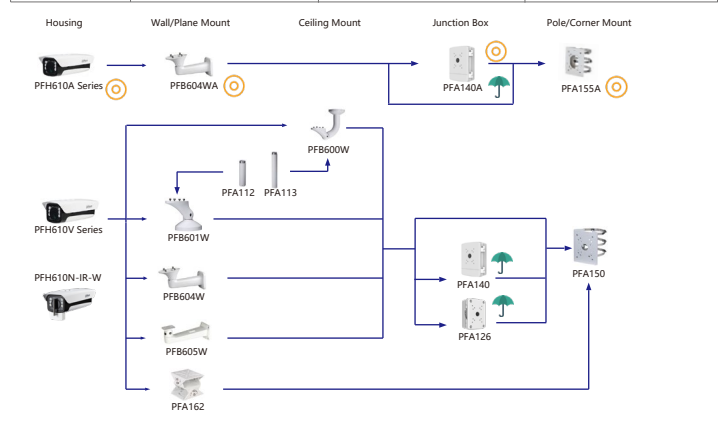 Housing
Wall/Plane Mount
Ceiling Mount
Junction Box
Pole/Corner Mount
PFH610A Series
PFB604WA
PFA140A
PFA155A
PFB600W
PFA112
PFA113
PFH610V Series
PFB601W
PFA150
PFH610N-IR-W
PFB604W
PFA140
PFA126
PFB605W
PFA162